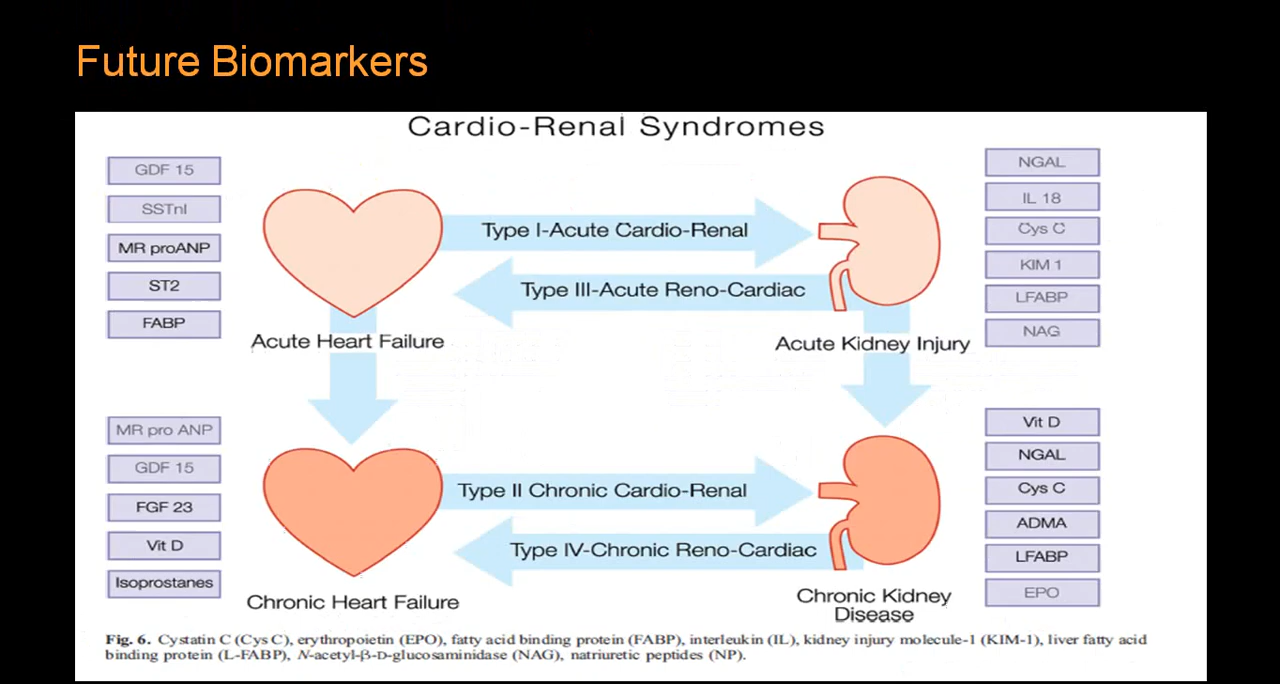 Future Biomarkers
Cardio-Renal Syndromes
GDF 15
SSTnI
MR proANP
ST2
FABP
Type I-Acute Cardio-Renal
Type III-Acute Reno-Cardiac
Acute Heart Failure
Acute Kidney Injury
NGAL
IL 18
Cys C
KIM 1
LFABP
NAG
MR pro ANP
GDF 15
FGF 23
Vit D
Isoprostanes
Type II Chronic Cardio-Renal
Type IV-Chronic Reno-Cardiac
Chronic Heart Failure
Chronic Kidney
Disease
Vit D
NGAL
Cys C
ADMA
LFABP
EPO
Fig. 6. Cystatin C (Cys C), erythropoietin (EPO), fatty acid binding protein (FABP), interleukin (IL), kidney injury molecule-1 (KIM-1), liver fatty acid
binding protein (L-FABP), N-acetyl-β-D-glucosaminidase (NAG), natriuretic peptides (NP).